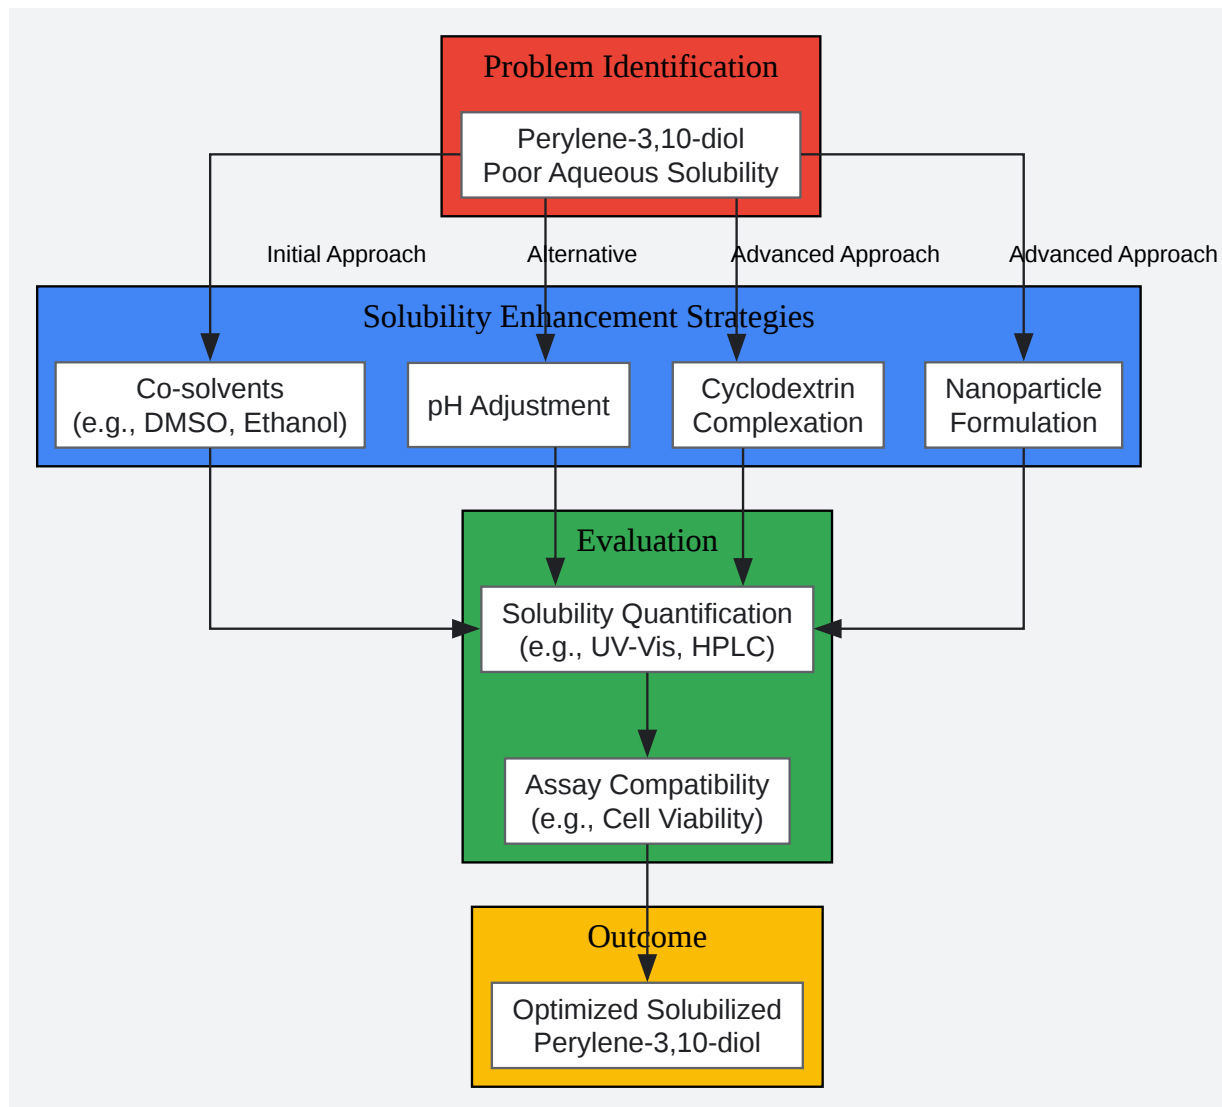 Problem Identification
Perylene-3,10-diol
Poor Aqueous Solubility
Initial Approach
Alternative
Advanced Approach
Advanced Approach
Solubility Enhancement Strategies
Co-solvents
(e.g., DMSO, Ethanol)
pH Adjustment
Cyclodextrin
Complexation
Nanoparticle
Formulation
Evaluation
Solubility Quantification
(e.g., UV-Vis, HPLC)
Assay Compatibility
(e.g., Cell Viability)
Outcome
Optimized Solubilized
Perylene-3,10-diol